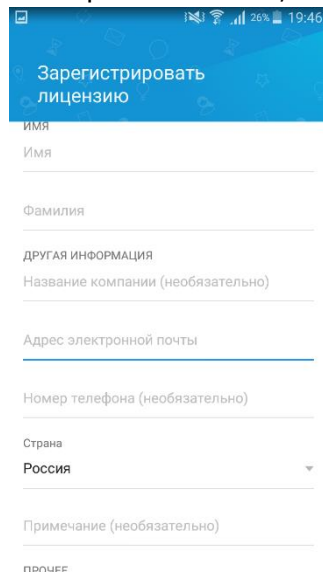 26% 19:46
Зарегистрировать
лицензию
ИМЯ
Имя
Фамилия
ДРУГАЯ ИНФОРМАЦИЯ
Название компании (необязательно)
Адрес электронной почты
Номер телефона (необязательно)
Страна
Россия
Примечание (необязательно)
ПРОЧЕЕ